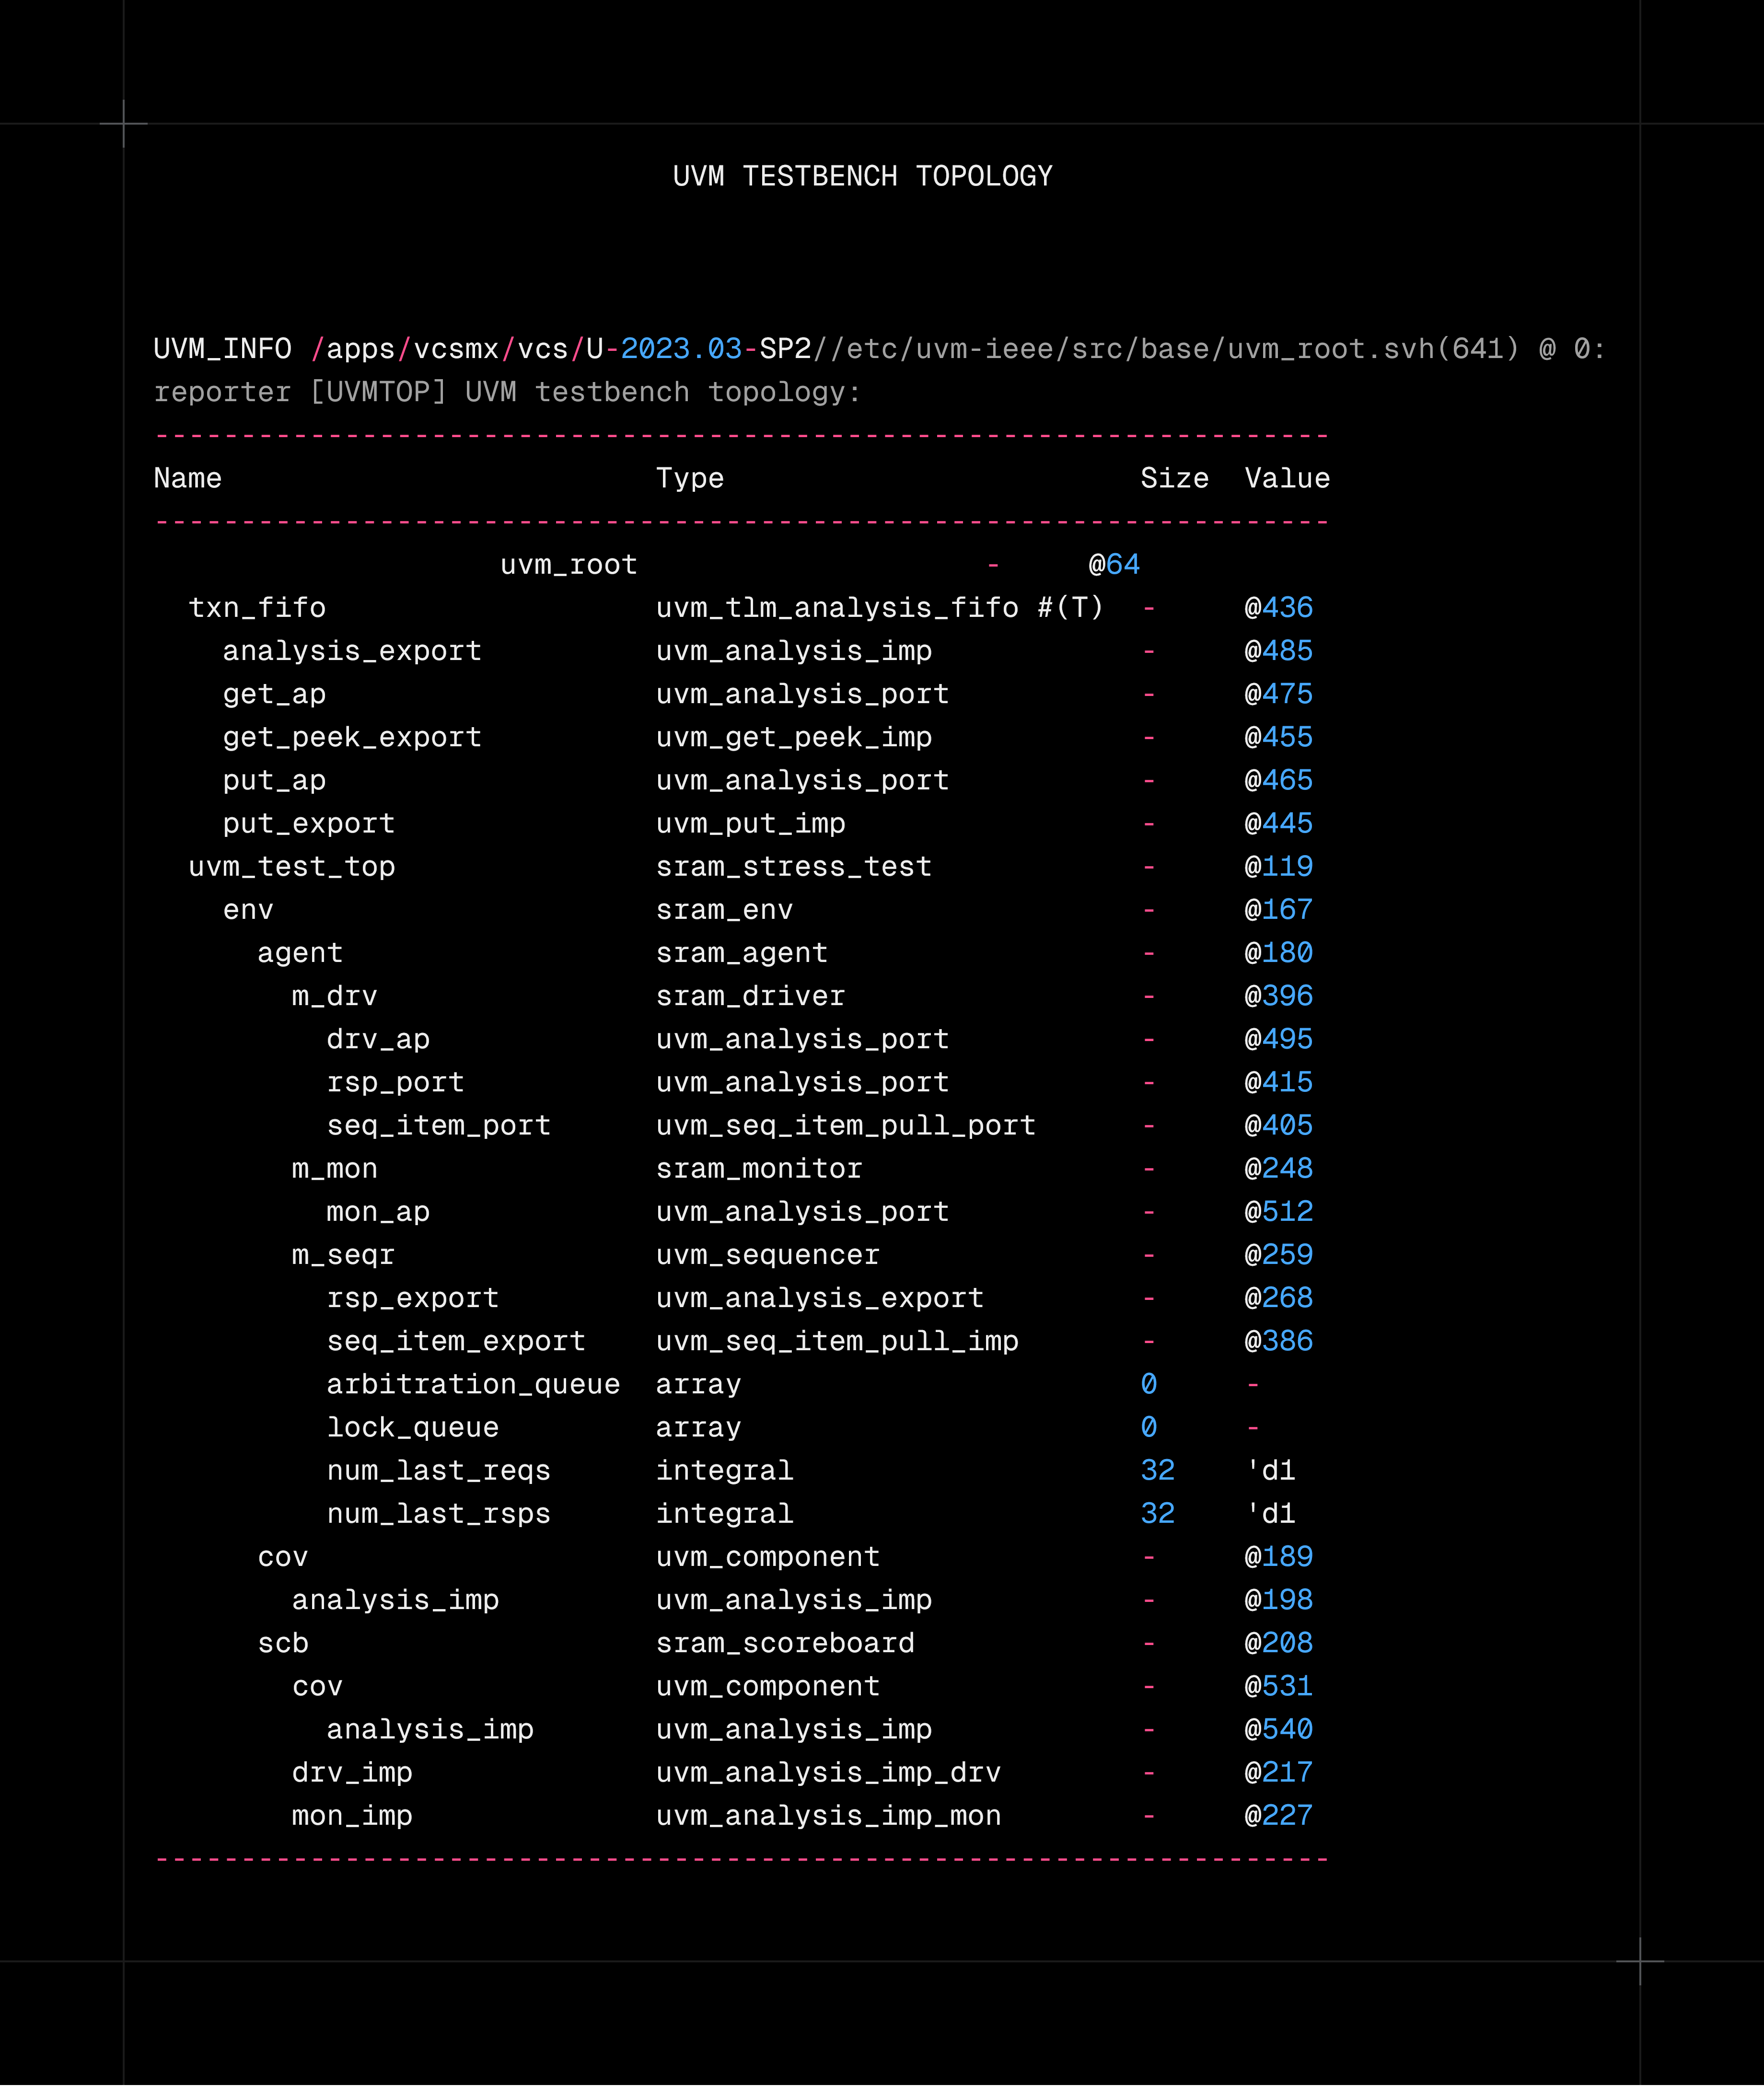 UVM TESTBENCH TOPOLOGY
UVM_INFO /apps/vcsmx/vcs/U-2023.03-SP2//etc/uvm-ieee/src/base/uvm_root.svh(641) @ 0:
reporter [UVMTOP] UVM testbench topology:
--------------------------------------------------------------------
Name                         Type                        Size  Value
--------------------------------------------------------------------
                    uvm_root                    -     @64
  txn_fifo                   uvm_tlm_analysis_fifo #(T)  -     @436
    analysis_export          uvm_analysis_imp            -     @485
    get_ap                   uvm_analysis_port           -     @475
    get_peek_export          uvm_get_peek_imp            -     @455
    put_ap                   uvm_analysis_port           -     @465
    put_export               uvm_put_imp                 -     @445
  uvm_test_top               sram_stress_test            -     @119
    env                      sram_env                    -     @167
      agent                  sram_agent                  -     @180
        m_drv                sram_driver                 -     @396
          drv_ap             uvm_analysis_port           -     @495
          rsp_port           uvm_analysis_port           -     @415
          seq_item_port      uvm_seq_item_pull_port      -     @405
        m_mon                sram_monitor                -     @248
          mon_ap             uvm_analysis_port           -     @512
        m_seqr               uvm_sequencer               -     @259
          rsp_export         uvm_analysis_export         -     @268
          seq_item_export    uvm_seq_item_pull_imp       -     @386
          arbitration_queue  array                       0     -
          lock_queue         array                       0     -
          num_last_reqs      integral                    32    'd1
          num_last_rsps      integral                    32    'd1
      cov                    uvm_component               -     @189
        analysis_imp         uvm_analysis_imp            -     @198
      scb                    sram_scoreboard             -     @208
        cov                  uvm_component               -     @531
          analysis_imp       uvm_analysis_imp            -     @540
        drv_imp              uvm_analysis_imp_drv        -     @217
        mon_imp              uvm_analysis_imp_mon        -     @227
--------------------------------------------------------------------